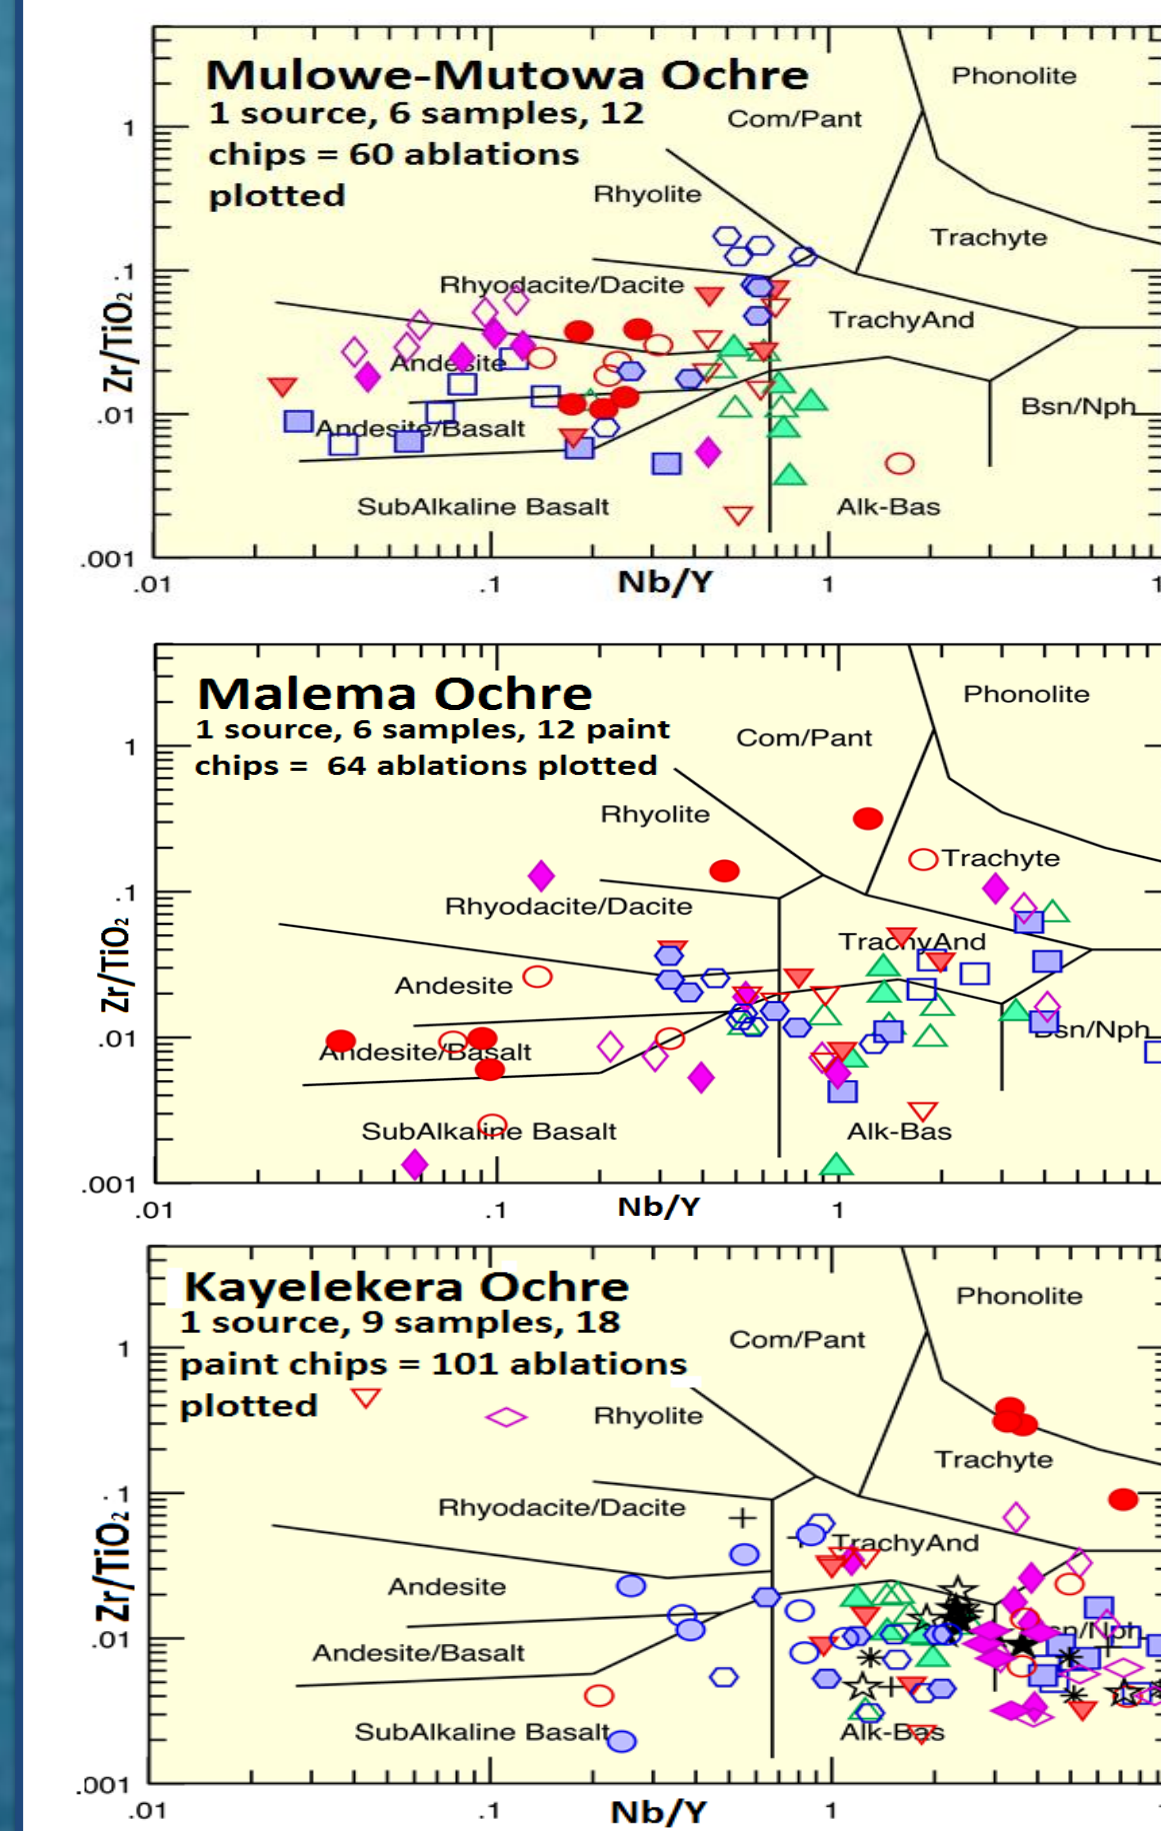 Mulowe-Mutowa Ochre
1 source, 6 samples, 12
chips = 60 ablations
plotted
Phonolite
Com/Pant
Rhyolite
Trachyte
Rhyodacite/Dacite
TrachyAnd
Andesite
Bsn/Nph
Andesite/Basalt
SubAlkaline Basalt
Alk-Bas
Zr/TiO2
1
.1
.01
.001
.01
.1
Nb/Y
1
1
Malema Ochre
1 source, 6 samples, 12 paint
chips = 64 ablations plotted
Phonolite
Com/Pant
Rhyolite
Trachyte
Rhyodacite/Dacite
TrachyAnd
Andesite
Bsn/Nph
Andesite/Basalt
SubAlkaline Basalt
Alk-Bas
Zr/TiO2
1
.1
.01
.001
.01
.1
Nb/Y
1
Kayelekera Ochre
1 source, 9 samples, 18
paint chips = 101 ablations
plotted
Phonolite
Com/Pant
Rhyolite
Trachyte
Rhyodacite/Dacite
TrachyAnd
Andesite
Bsn/Nph
Andesite/Basalt
SubAlkaline Basalt
Alk-Bas
Zr/TiO2
1
.1
.01
.001
.01
.1
Nb/Y
1
1